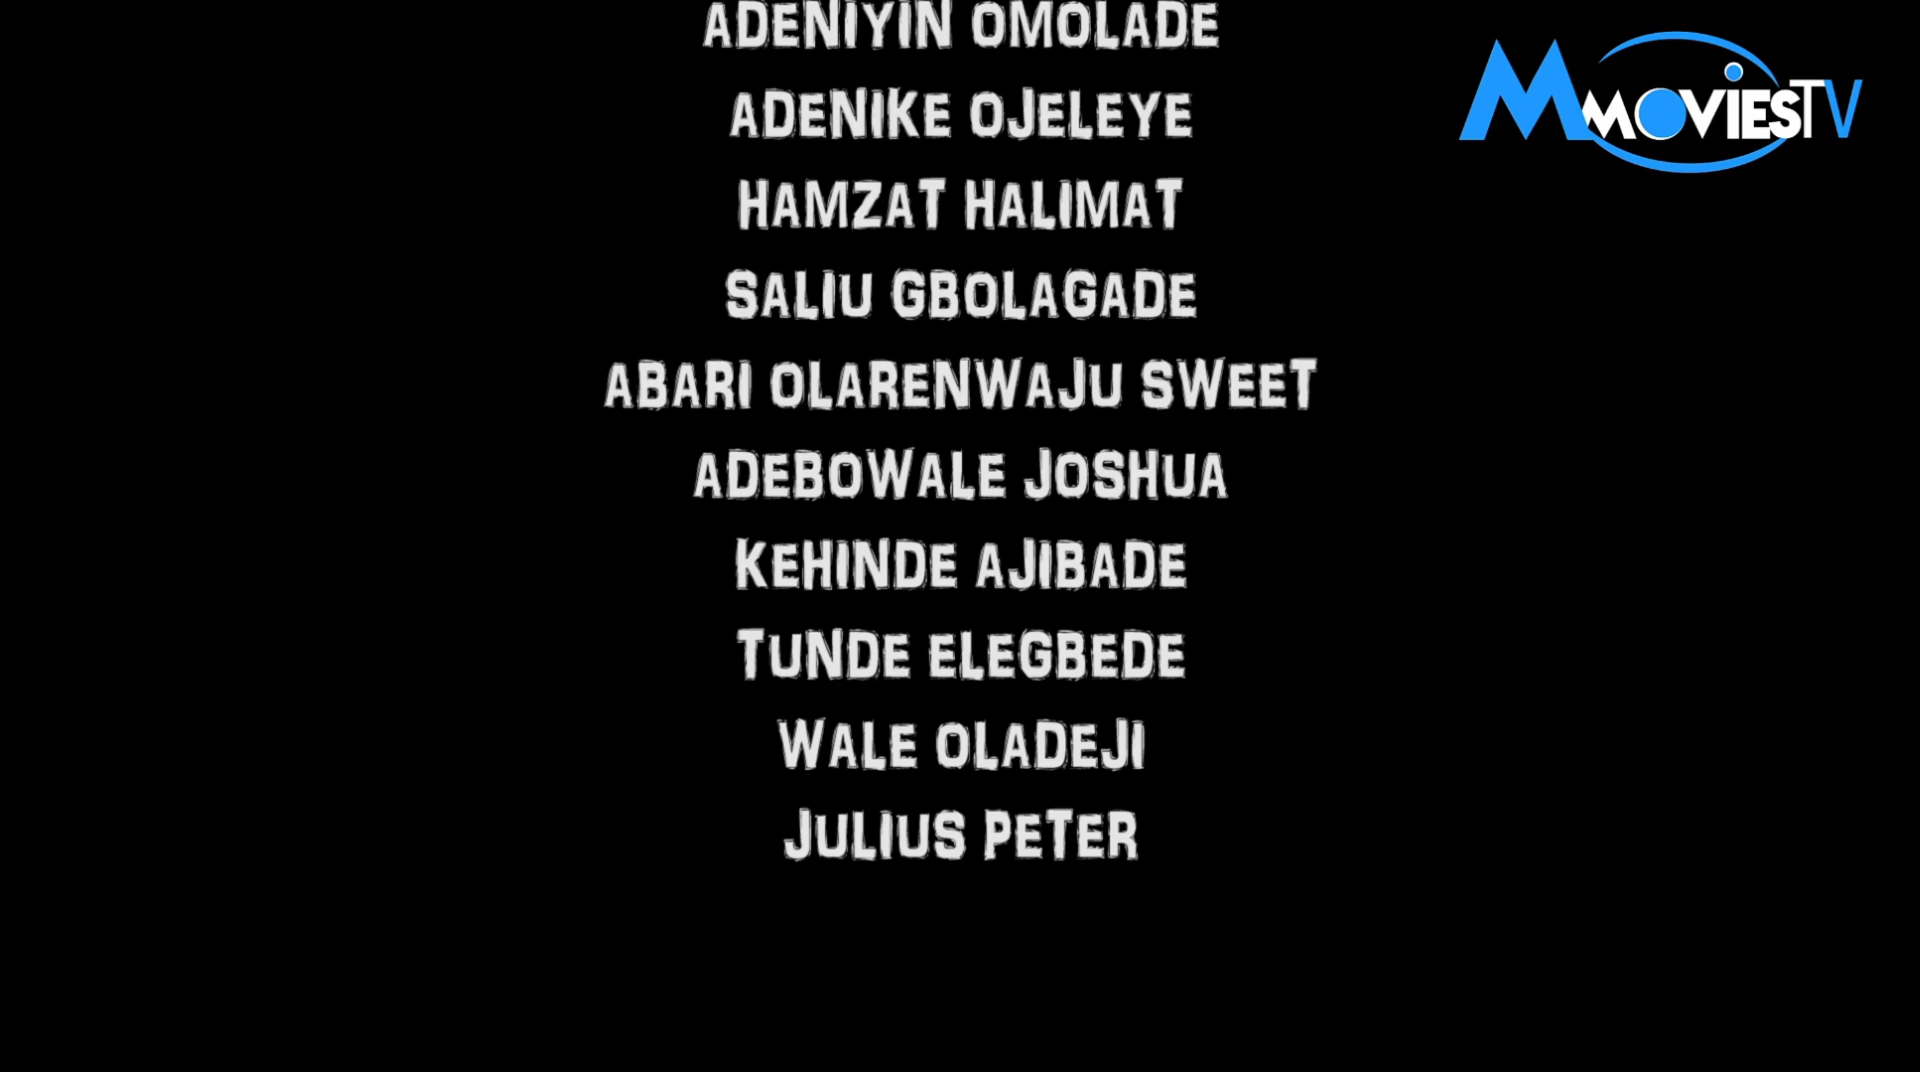 ADENIYIN OMOLADE
ADENIKE OJELEYE
HAMZAT HALIMAT
SALIU GBOLAGADE
ABARI OLARENWAJU SWEET
ADEBOWALE JOSHUA
KEHINDE AJIBADE
TUNDE ELEGBEDE
WALE OLADEJI
JULIUS PETER
M MOVIESTV